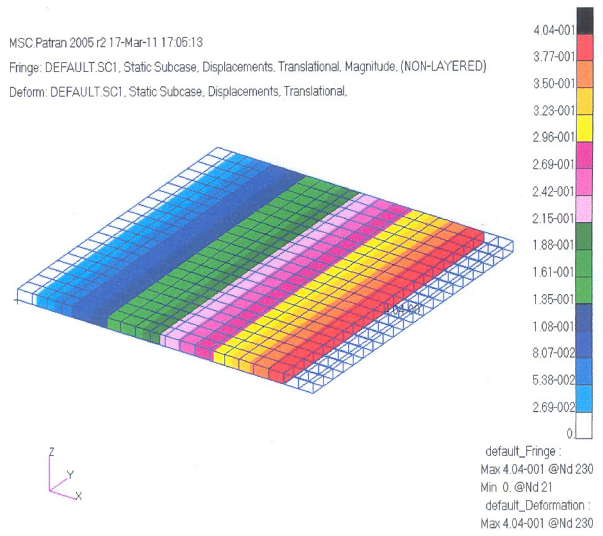 MSC.Patran 2005 r2 17-Mar-11 17:05:13
Fringe: DEFAULT.SC1, Static Subcase, Displacements, Translational, Magnitude, (NON-LAYERED)
Deform: DEFAULT.SC1, Static Subcase, Displacements, Translational,
4.04-001
3.77-001
3.50-001
3.23-001
2.96-001
2.69-001
2.42-001
2.15-001
1.88-001
1.61-001
1.35-001
1.08-001
8.07-002
5.38-002
2.69-002
0
default_Fringe :
Max 4.04-001 @Nd 230
Min 0. @Nd 21
default_Deformation :
Max 4.04-001 @Nd 230
Z
Y
X